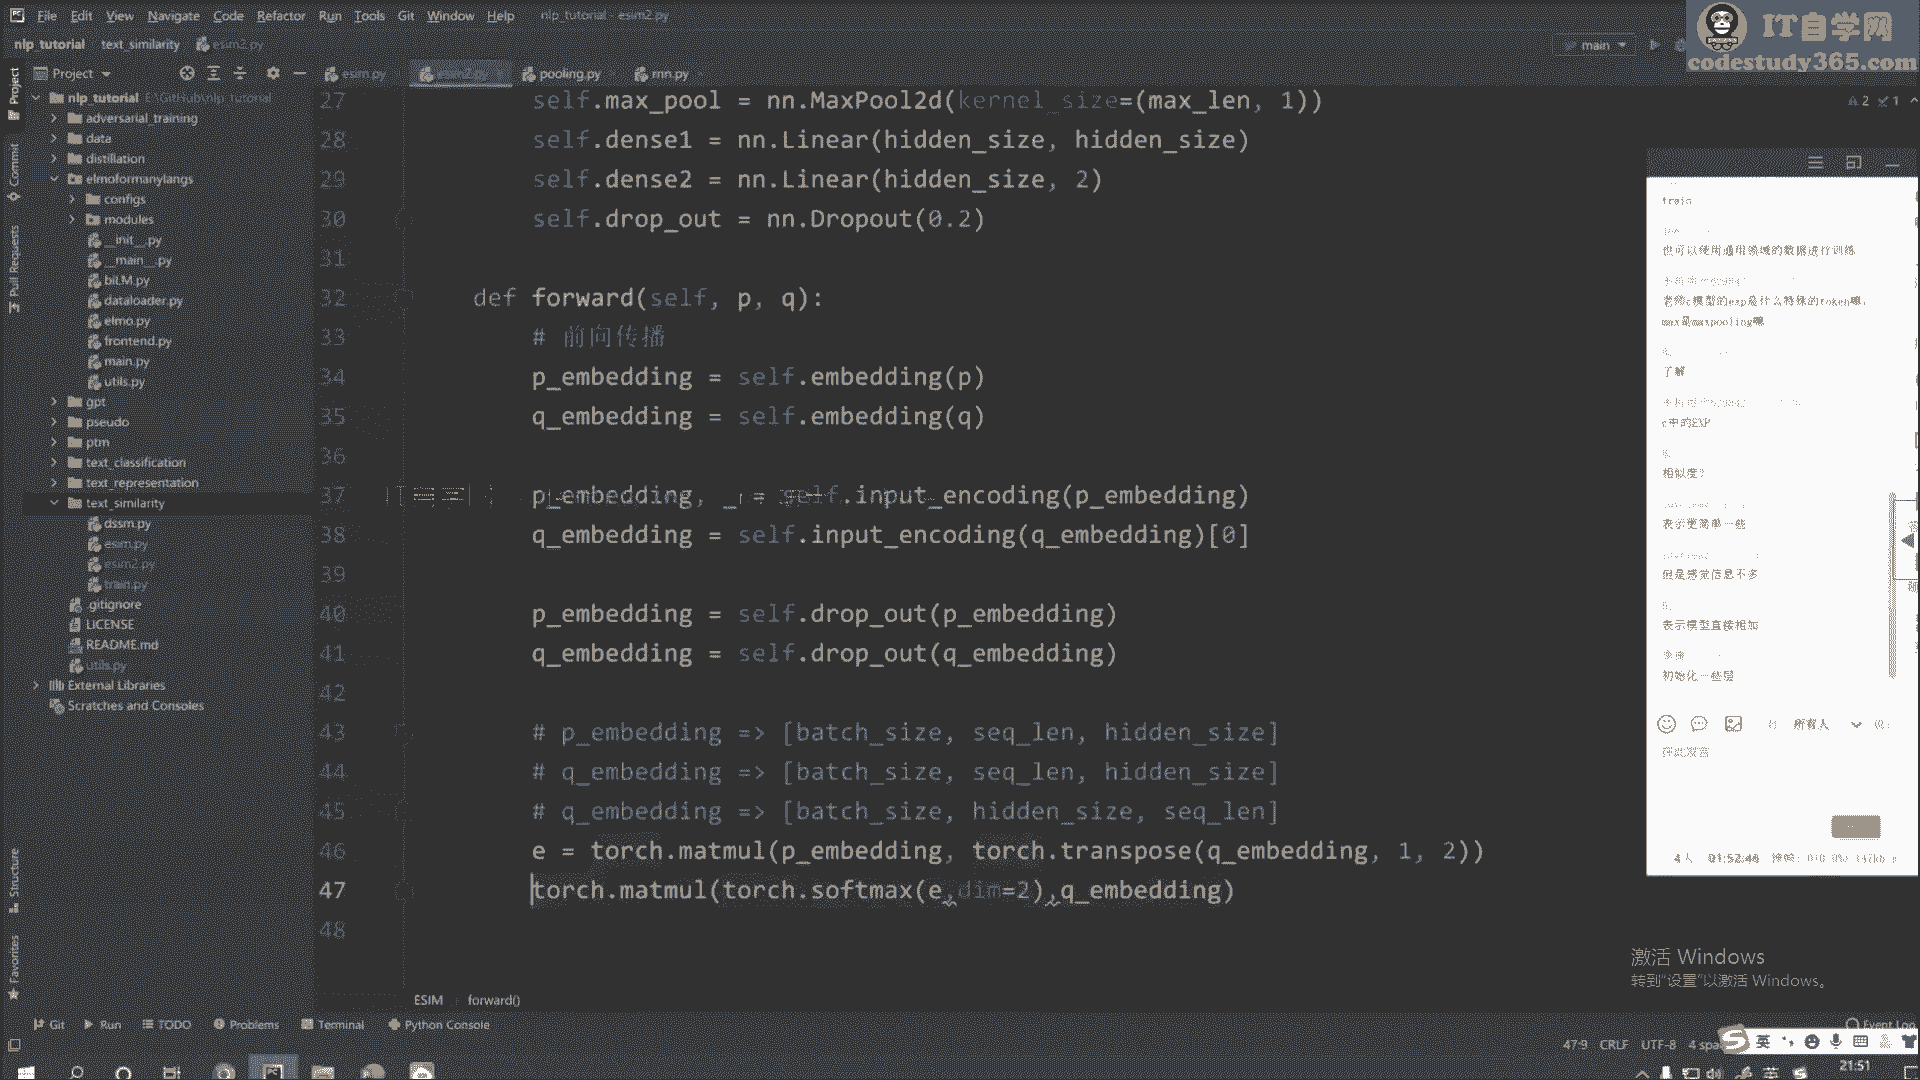 File Edit View Navigate Code Refactor Run Tools Git Window Help nlp_tutorial - esim2.py
IT自学网
codestudy365.com
nlp_tutorial text_similarity esim2.py
main
Project
esim.py esim2.py pooling.py rnn.py
nlp_tutorial E:\GitHub\nlp_tutorial
adversarial_training
data
distillation
elmoformanylangs
configs
modules
__init__.py
__main__.py
biLM.py
dataloader.py
elmo.py
frontend.py
main.py
utils.py
gpt
pseudo
ptm
text_classification
text_representation
text_similarity
dssm.py
esim.py
esim2.py
train.py
.gitignore
LICENSE
README.md
utils.py
External Libraries
Scratches and Consoles
Project
Commit
Pull Requests
Structure
Favorites
27 self.max_pool = nn.MaxPool2d(kernel_size=(max_len, 1))
28 self.dense1 = nn.Linear(hidden_size, hidden_size)
29 self.dense2 = nn.Linear(hidden_size, 2)
30 self.drop_out = nn.Dropout(0.2)
31
32 def forward(self, p, q):
33 # 前向传播
34 p_embedding = self.embedding(p)
35 q_embedding = self.embedding(q)
36
37 p_embedding, _ = self.input_encoding(p_embedding)
38 q_embedding = self.input_encoding(q_embedding)[0]
39
40 p_embedding = self.drop_out(p_embedding)
41 q_embedding = self.drop_out(q_embedding)
42
43 # p_embedding => [batch_size, seq_len, hidden_size]
44 # q_embedding => [batch_size, seq_len, hidden_size]
45 # q_embedding => [batch_size, hidden_size, seq_len]
46 e = torch.matmul(p_embedding, torch.transpose(q_embedding, 1, 2))
47 torch.matmul(torch.softmax(e,dim=2),q_embedding)
48
ESIM forward()
2 1
train
也可以使用通用领域的数据进行训练
老师c模型的exp是什么特殊的token嘛,
max是maxpooling嘛
了解
c中的EXP
相似度?
表示更简单一些
但是感觉信息不多
表示模型直接相加
初始化一些层
所有人
在此发言
4人 01:52:46
激活 Windows
转到"设置"以激活 Windows。
Git Run TODO Problems Terminal Python Console Event Log
47:9 CRLF UTF-8 4 spa
英
21:51